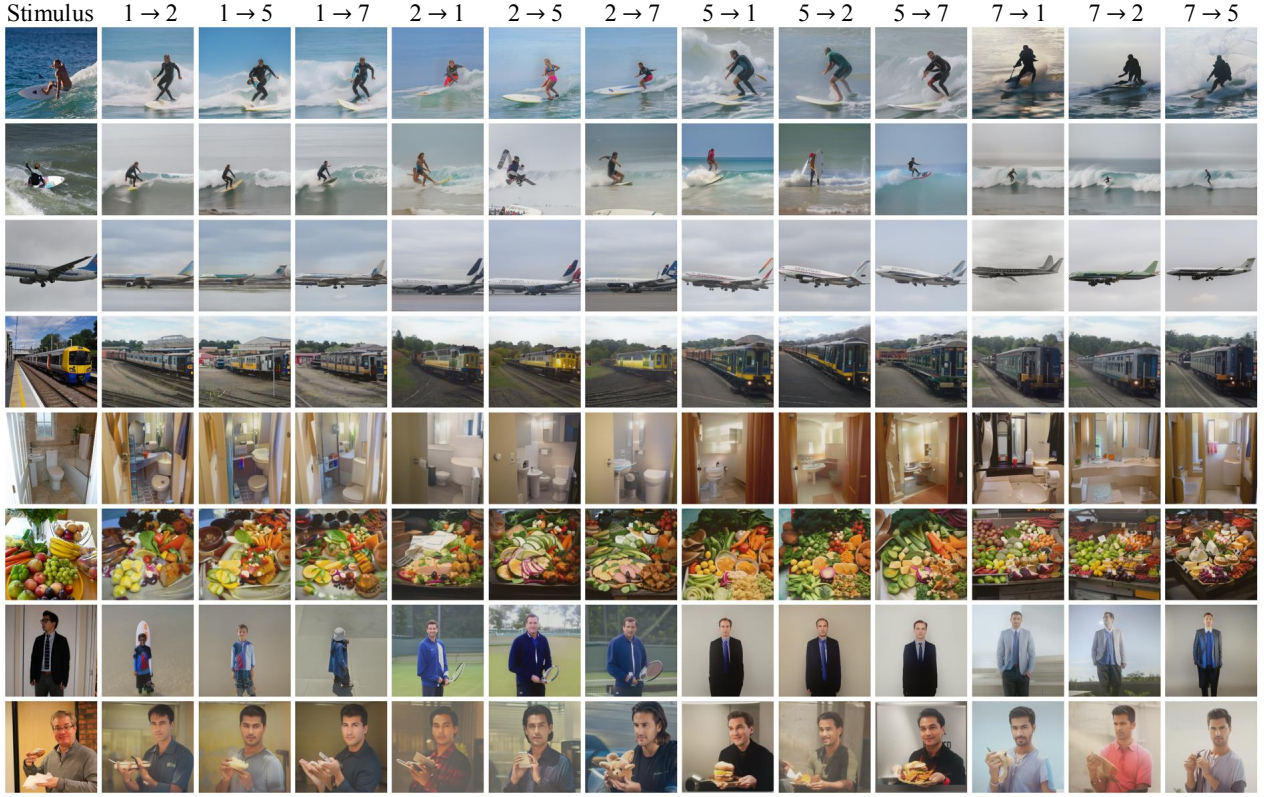 Stimulus 1 → 2 1 → 5 1 → 7 2 → 1 2 → 5 2 → 7 5 → 1 5 → 2 5 → 7 7 → 1 7 → 2 7 → 5